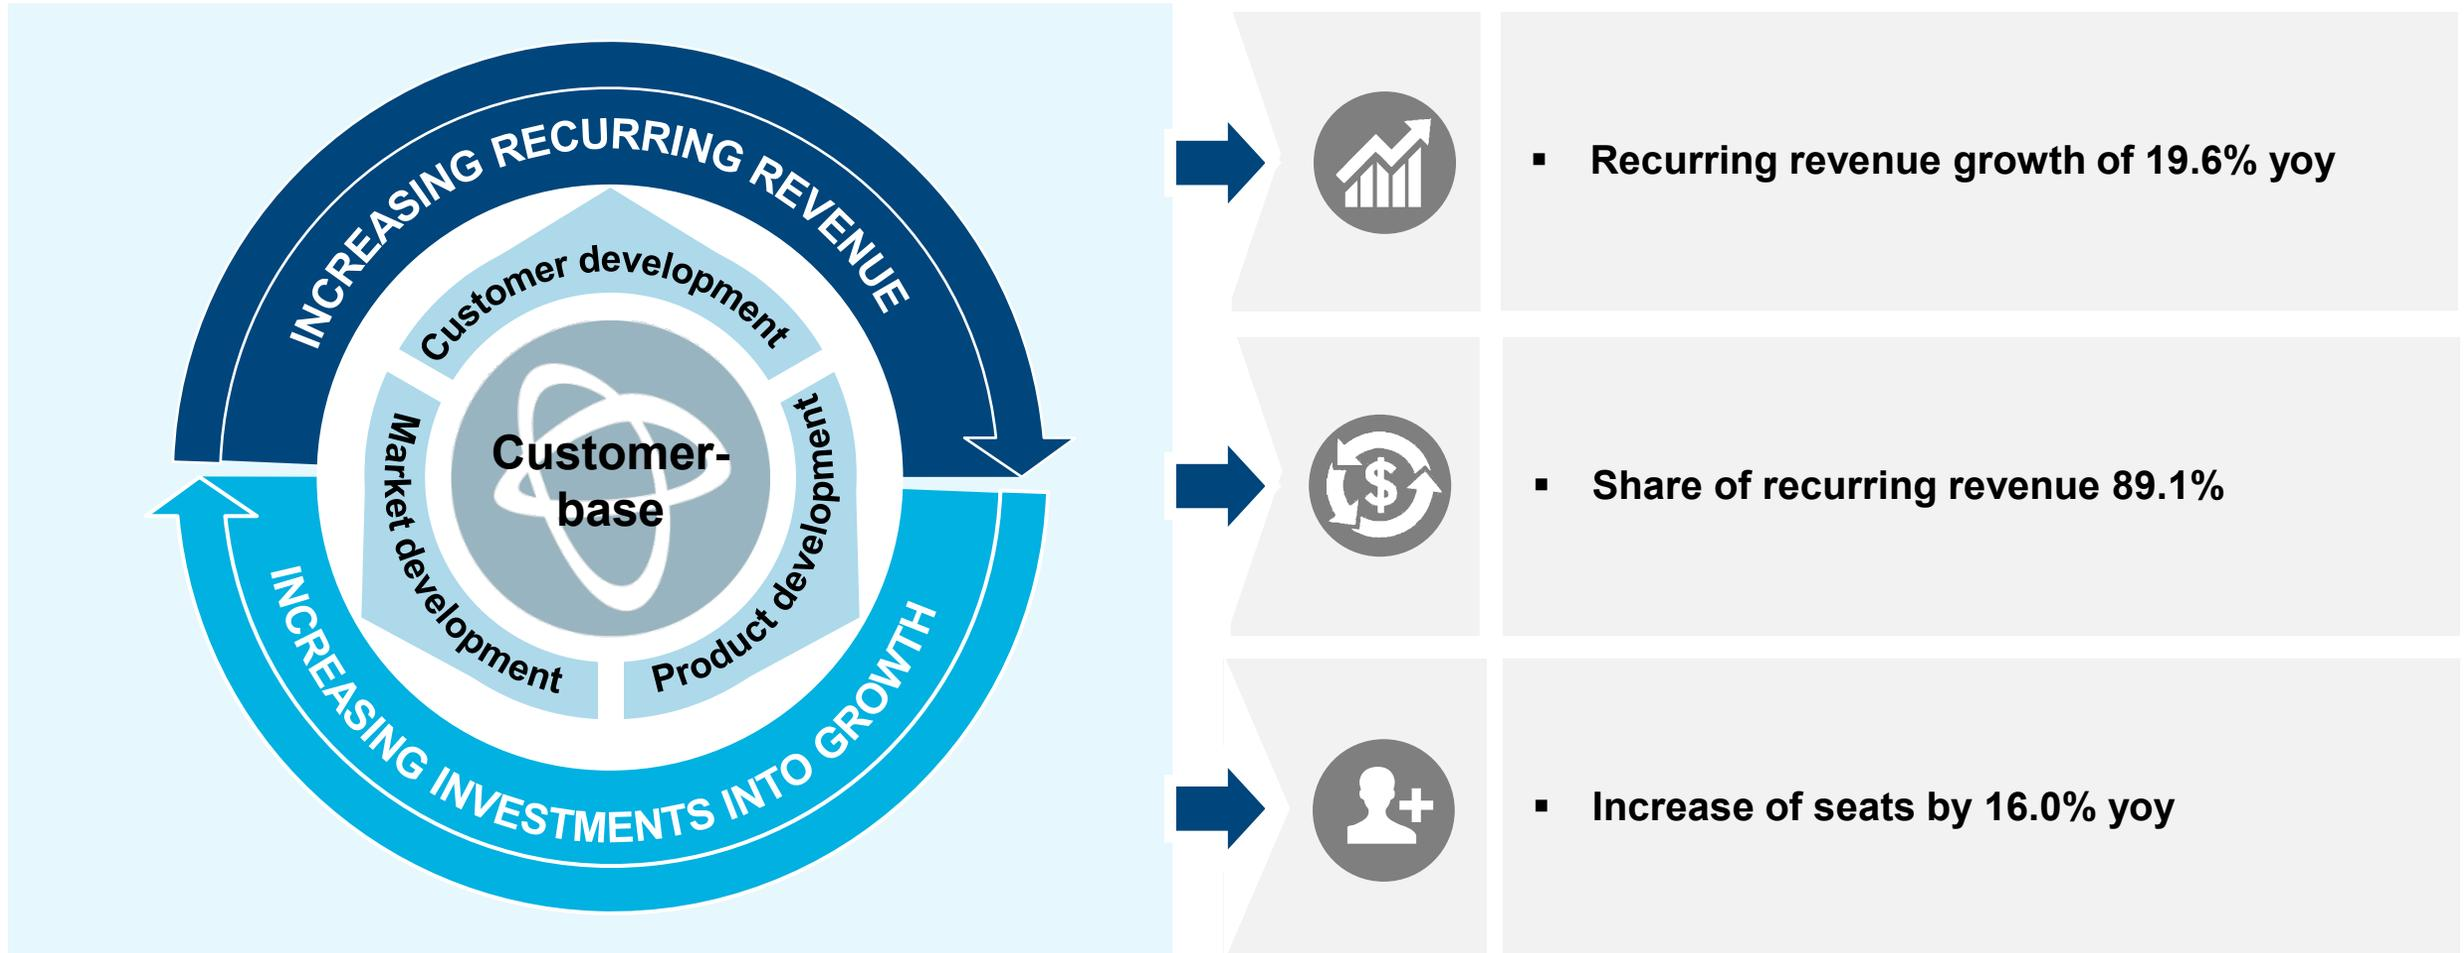 INCREASING RECURRING REVENUE
Customer development
Market development
Product development
Customer-
base
INCREASING INVESTMENTS INTO GROWTH
▪ Recurring revenue growth of 19.6% yoy
$
▪ Share of recurring revenue 89.1%
▪ Increase of seats by 16.0% yoy